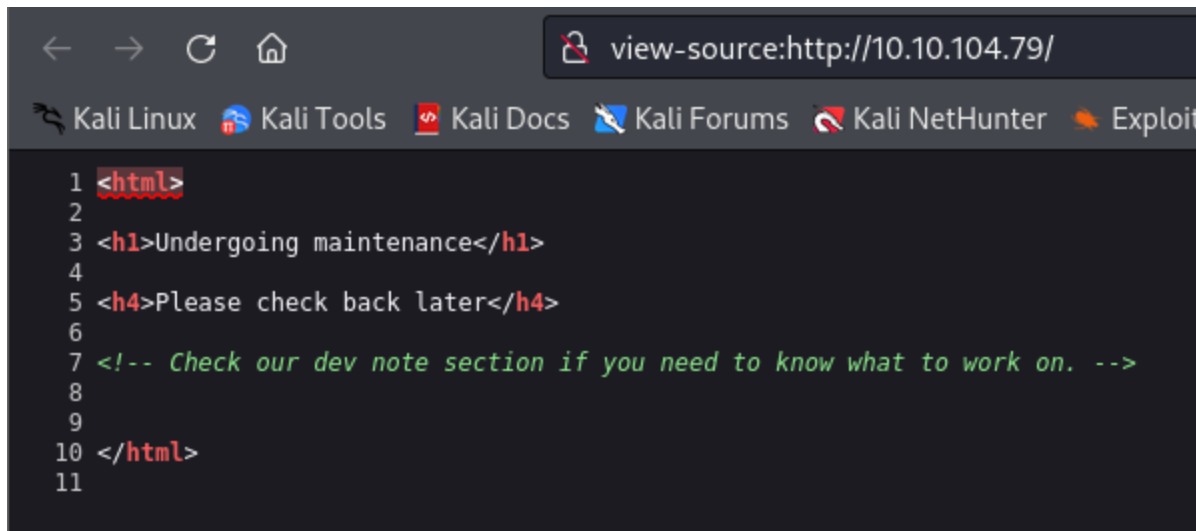 view-source:http://10.10.104.79/
Kali Linux Kali Tools Kali Docs Kali Forums Kali NetHunter Exploit
1 <html>
2
3 <h1>Undergoing maintenance</h1>
4
5 <h4>Please check back later</h4>
6
7 <!-- Check our dev note section if you need to know what to work on. -->
8
9
10 </html>
11